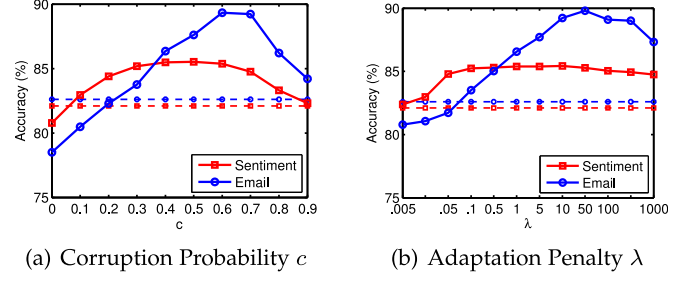 90
85
80
75
Accuracy (%)
Sentiment
Email
0 0.1 0.2 0.3 0.4 0.5 0.6 0.7 0.8 0.9
c
(a) Corruption Probability c
90
85
80
75
Accuracy (%)
Sentiment
Email
.005 .05 0.1 0.5 1 5 10 50 100 1000
λ
(b) Adaptation Penalty λ